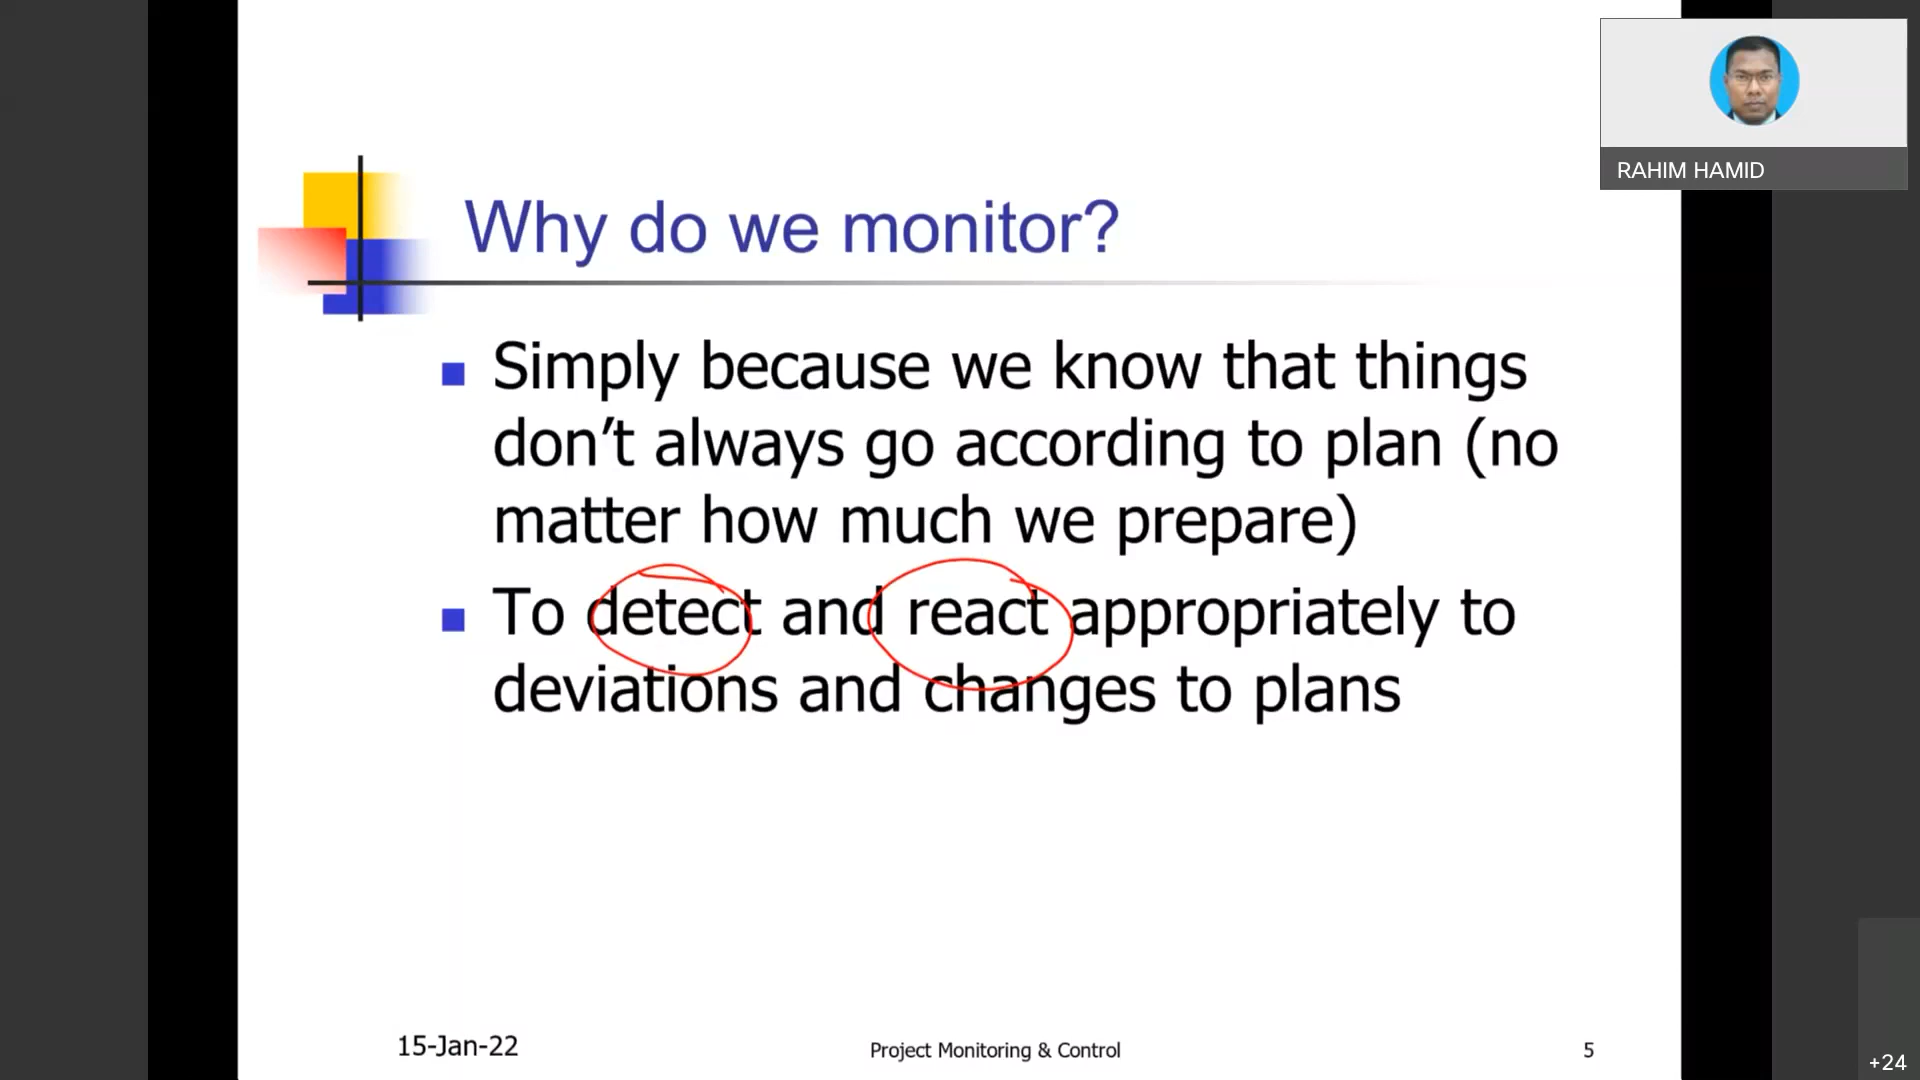 RAHIM HAMID
Why do we monitor?
Simply because we know that things
don’t always go according to plan (no
matter how much we prepare)
To detect and react appropriately to
deviations and changes to plans
15-Jan-22
Project Monitoring & Control
5
+24